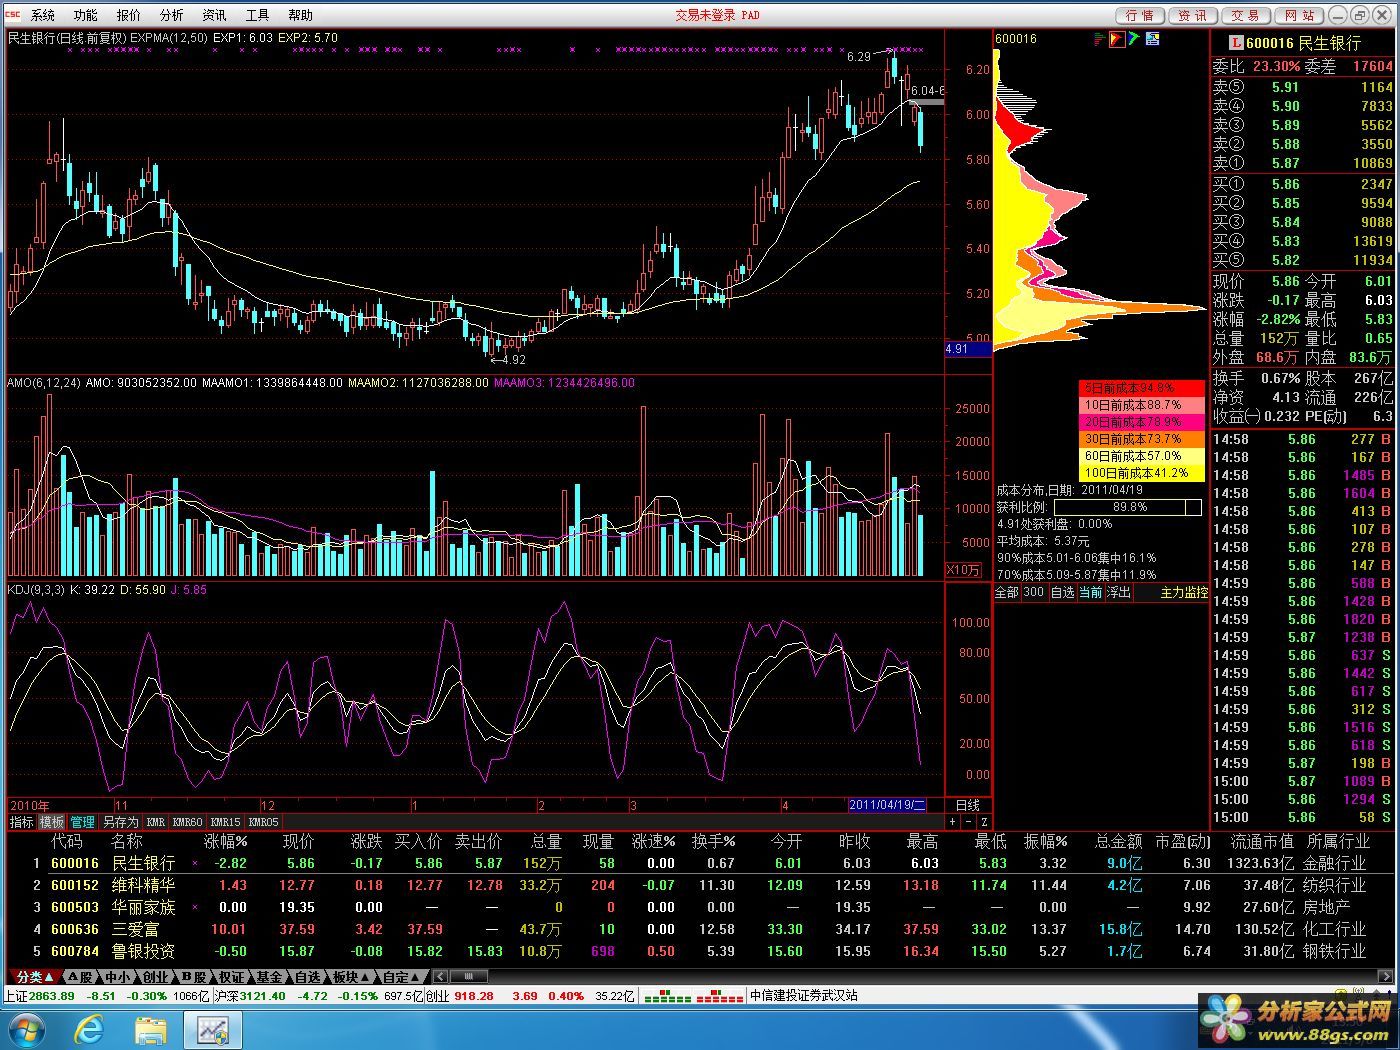 CSC 系统 功能 报价 分析 资讯 工具 帮助 交易未登录 PAD 行情 资讯 交易 网站
民生银行(日线.前复权) EXPMA(12,50) EXP1: 6.03 EXP2: 5.70
6.29
6.04-6
4.92
6.20
6.00
5.80
5.60
5.40
5.20
5.00
4.91
AMO(6,12,24) AMO: 903052352.00 MAAMO1: 1339864448.00 MAAMO2: 1127036288.00 MAAMO3: 1234426496.00
25000
20000
15000
10000
5000
X10万
KDJ(9,3,3) K: 39.22 D: 55.90 J: 5.85
100.00
80.00
50.00
20.00
0.00
2010年 11 12 1 2 3 4 2011/04/19/二 日线
指标 模板 管理 另存为 KMR KMR60 KMR15 KMR05 + - Z
600016
5日前成本94.8%
10日前成本88.7%
20日前成本78.9%
30日前成本73.7%
60日前成本57.0%
100日前成本41.2%
成本分布,日期: 2011/04/19
获利比例: 89.8%
4.91处获利盘: 0.00%
平均成本: 5.37元
90%成本5.01-6.06集中16.1%
70%成本5.09-5.87集中11.9%
全部 300 自选 当前 浮出 主力监控
L 600016 民生银行
委比 23.30% 委差 17604
卖⑤ 5.91 1164
卖④ 5.90 7833
卖③ 5.89 5562
卖② 5.88 3550
卖① 5.87 10869
买① 5.86 2347
买② 5.85 9594
买③ 5.84 9088
买④ 5.83 13619
买⑤ 5.82 11934
现价 5.86 今开 6.01
涨跌 -0.17 最高 6.03
涨幅 -2.82% 最低 5.83
总量 152万 量比 0.65
外盘 68.6万 内盘 83.6万
换手 0.67% 股本 267亿
净资 4.13 流通 226亿
收益(一) 0.232 PE(动) 6.3
14:58 5.86 277 B
14:58 5.86 167 B
14:58 5.86 1485 B
14:58 5.86 1604 B
14:58 5.86 413 B
14:58 5.86 107 B
14:58 5.86 278 B
14:58 5.86 147 B
14:59 5.86 588 B
14:59 5.86 1428 B
14:59 5.86 1820 B
14:59 5.87 1238 B
14:59 5.86 637 S
14:59 5.86 1442 S
14:59 5.86 617 S
14:59 5.86 312 S
14:59 5.86 1516 S
14:59 5.86 618 S
14:59 5.87 198 B
15:00 5.87 1089 B
15:00 5.86 1294 S
15:00 5.86 58 S
代码 名称 涨幅% 现价 涨跌 买入价 卖出价 总量 现量 涨速% 换手% 今开 昨收 最高 最低 振幅% 总金额 市盈(动) 流通市值 所属行业
1 600016 民生银行 × -2.82 5.86 -0.17 5.86 5.87 152万 58 0.00 0.67 6.01 6.03 6.03 5.83 3.32 9.0亿 6.30 1323.63亿 金融行业
2 600152 维科精华 1.43 12.77 0.18 12.77 12.78 33.2万 204 -0.07 11.30 12.09 12.59 13.18 11.74 11.44 4.2亿 7.06 37.48亿 纺织行业
3 600503 华丽家族 × 0.00 19.35 0.00 — — 0 0 0.00 0.00 — 19.35 — — 0.00 — 9.92 27.60亿 房地产
4 600636 三爱富 10.01 37.59 3.42 37.59 — 43.7万 10 0.00 12.58 33.30 34.17 37.59 33.02 13.37 15.8亿 14.70 130.52亿 化工行业
5 600784 鲁银投资 -0.50 15.87 -0.08 15.82 15.83 10.8万 698 0.50 5.39 15.60 15.95 16.34 15.50 5.27 1.7亿 6.74 31.80亿 钢铁行业
分类▲ A股 中小 创业 B股 权证 基金 自选 板块▲ 自定▲
上证2863.89 -8.51 -0.30% 1066亿 沪深3121.40 -4.72 -0.15% 697.5亿 创业 918.28 3.69 0.40% 35.22亿 中信建投证券武汉站
分析家公式网
www.88gs.com